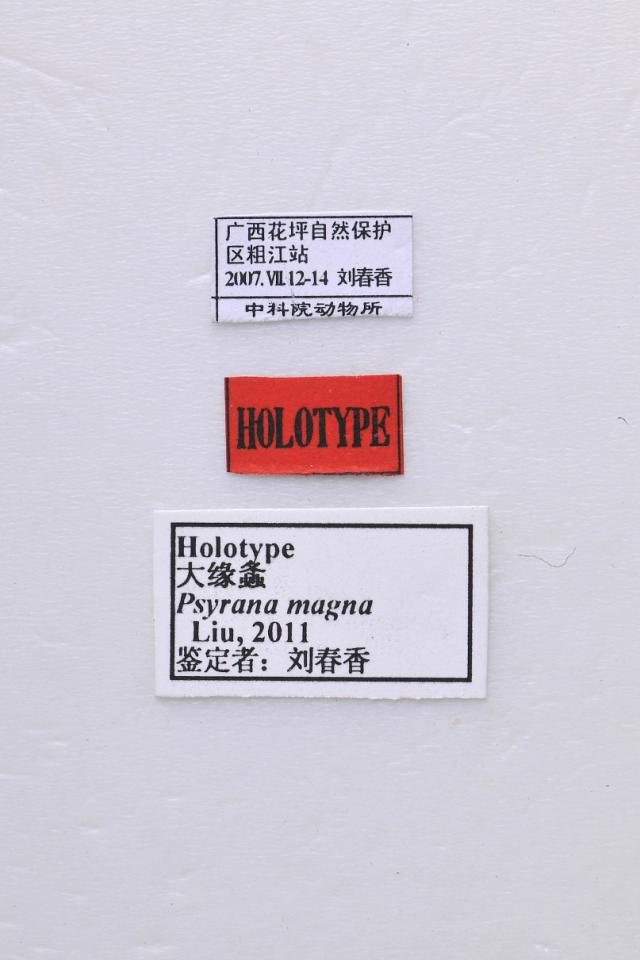 广西花坪自然保护
区粗江站
2007.VII.12-14 刘春香
中科院动物所
HOLOTYPE
Holotype
大缘螽
Psyrana magna
Liu, 2011
鉴定者：刘春香